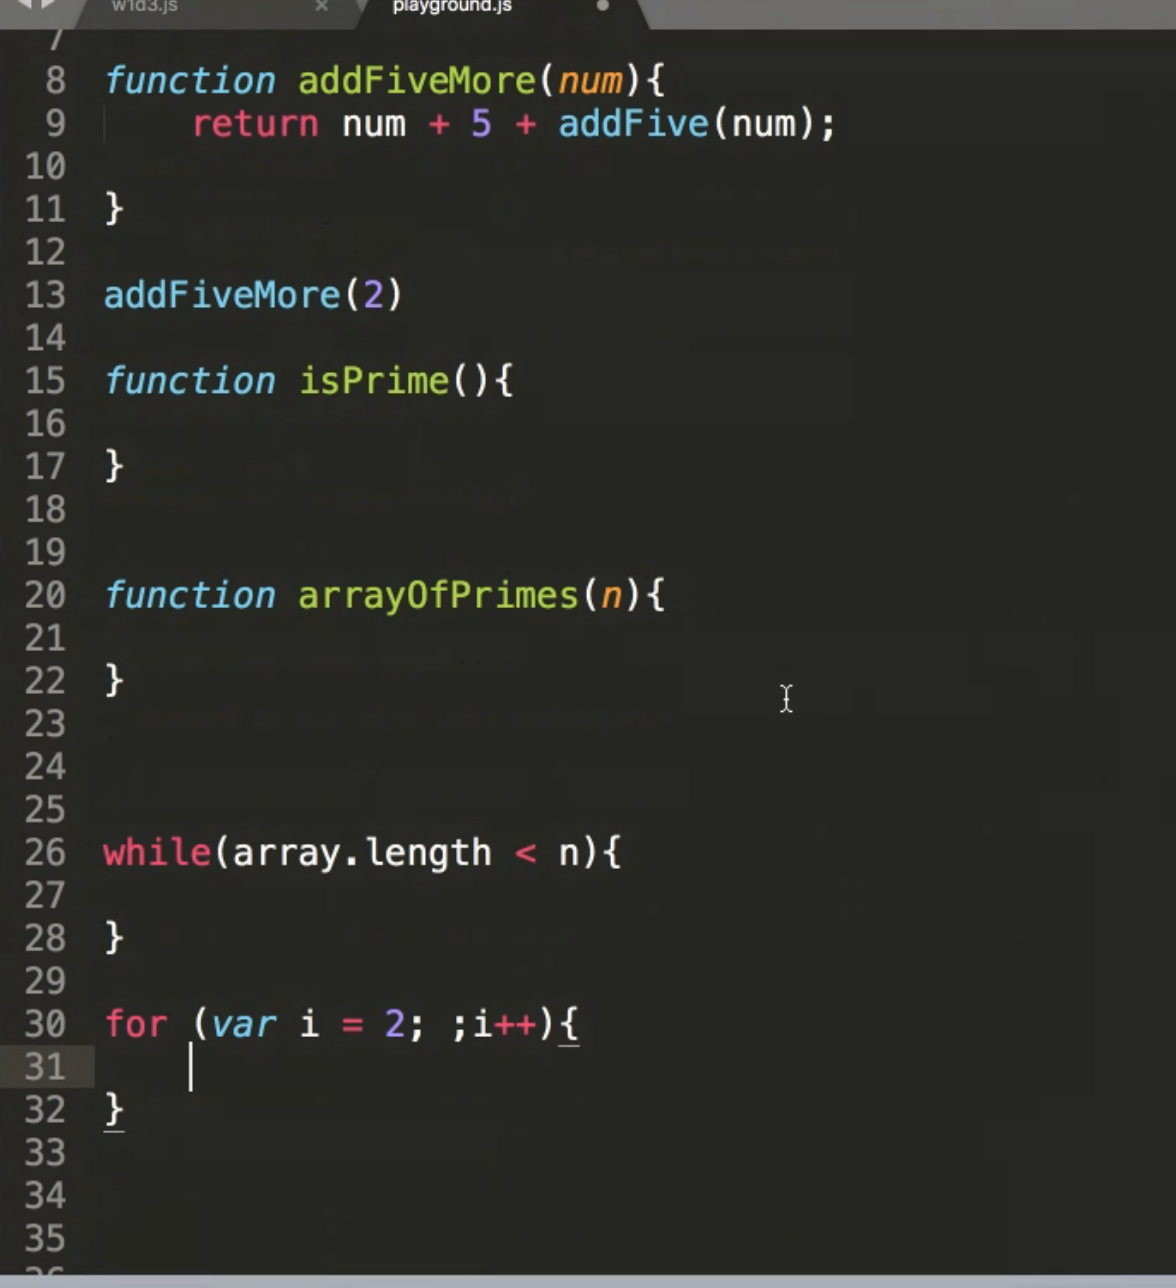 w1d3.js × playground.js
7
8 function addFiveMore(num){
9     return num + 5 + addFive(num);
10
11 }
12
13 addFiveMore(2)
14
15 function isPrime(){
16
17 }
18
19
20 function arrayOfPrimes(n){
21
22 }
23
24
25
26 while(array.length < n){
27
28 }
29
30 for (var i = 2; ;i++){
31
32 }
33
34
35